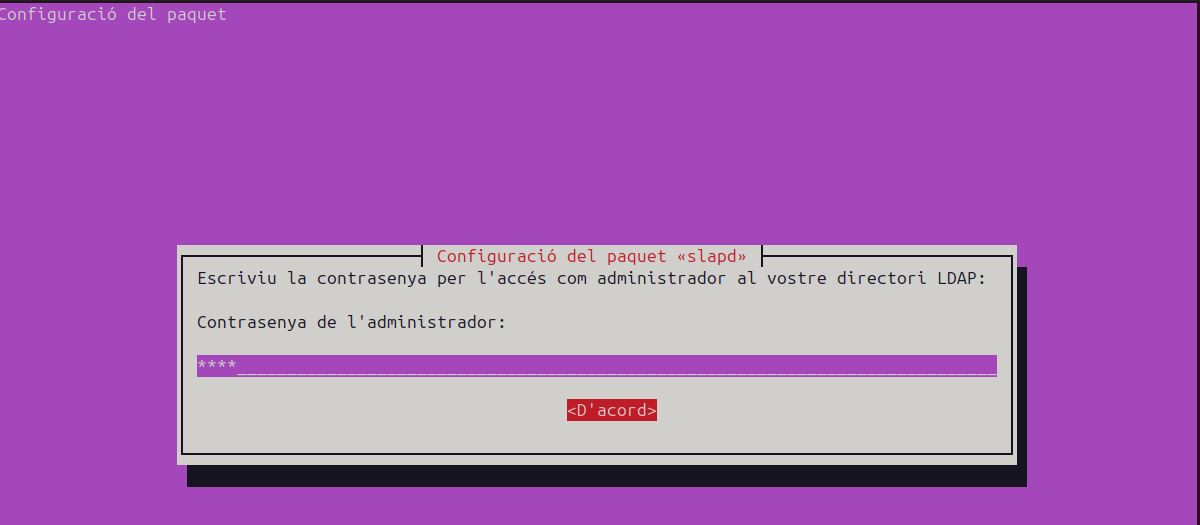 Configuració del paquet
Configuració del paquet «slapd»
Escriviu la contrasenya per l'accés com administrador al vostre directori LDAP:
Contrasenya de l'administrador:
****________________________________________________________________________
<D'acord>